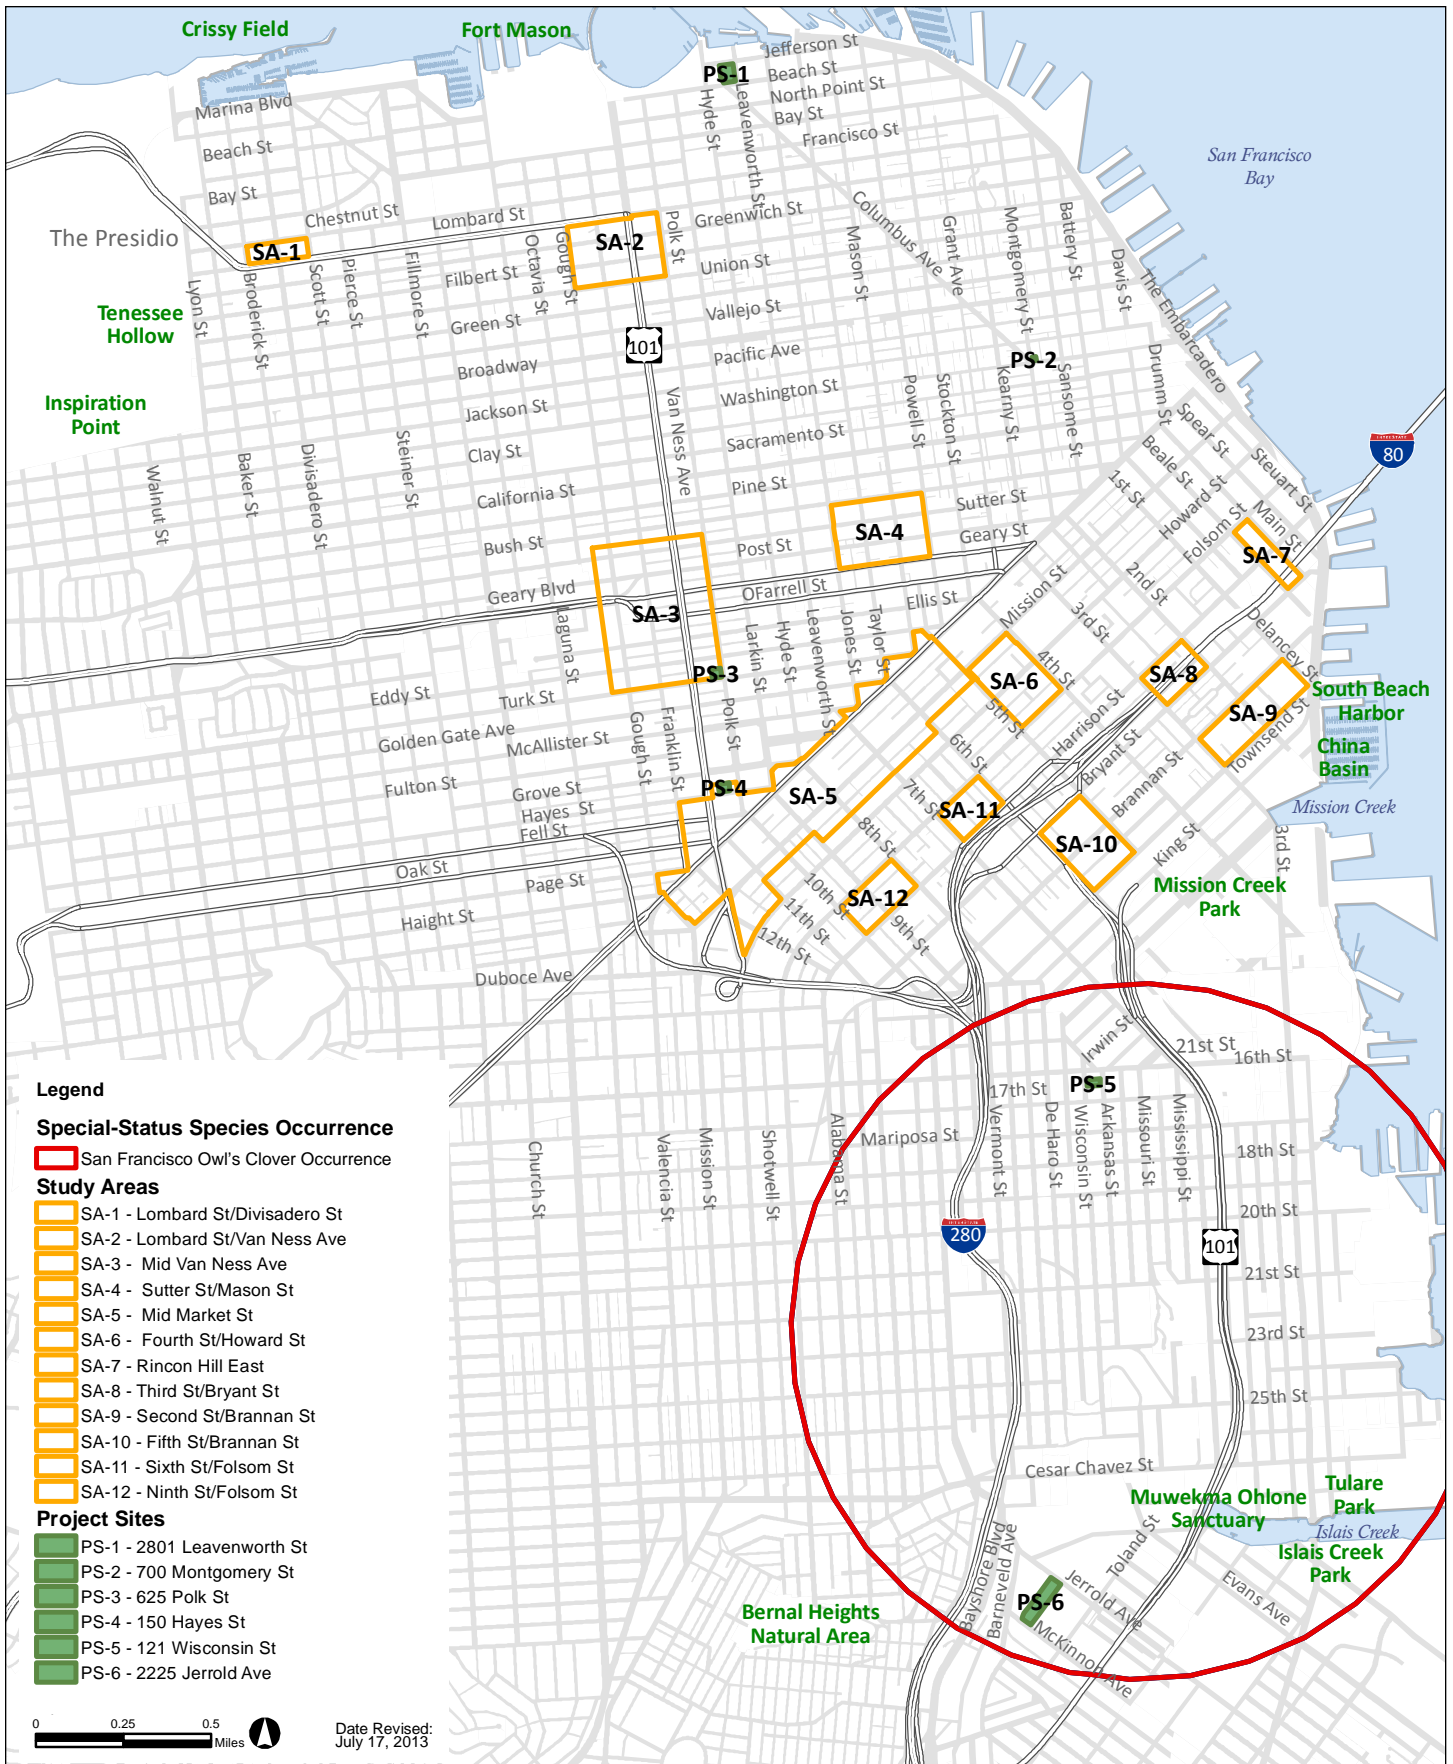 Crissy Field
Fort Mason
Jefferson St
Beach St
North Point St
Bay St
Francisco St
PS-1
Hyde St
Leavenworth St
Marina Blvd
Beach St
Bay St
Chestnut St
Lombard St
Polk St
Greenwich St
Union St
Vallejo St
Pacific Ave
Washington St
Sacramento St
Pine St
San Francisco
Bay
The Presidio
SA-1
SA-2
Columbus Ave
Mason St
Grant Ave
Montgomery St
Battery St
Davis St
The Embarcadero
Lyon St
Broderick St
Scott St
Pierce St
Fillmore St
Octavia St
Gough St
Filbert St
Green St
Broadway
Jackson St
Clay St
California St
Bush St
Geary Blvd
Tenessee
Hollow
Inspiration
Point
101
PS-2
Van Ness Ave
Powell St
Stockton St
Kearny St
Sansome St
Drumm St
Spear St
Steuart St
Beale St
1st St
Howard St
Folsom St
Main St
80
Walnut St
Baker St
Divisadero St
Steiner St
Sutter St
Geary St
SA-4
Post St
OFarrell St
Ellis St
SA-7
2nd St
Mission St
3rd St
SA-3
Laguna St
Larkin St
Hyde St
Leavenworth St
Jones St
Taylor St
PS-3
Delancey St
4th St
SA-6
5th St
SA-8
Harrison St
SA-9
Townsend St
South Beach
Harbor
China
Basin
Mission Creek
Eddy St
Turk St
Golden Gate Ave
McAllister St
Fulton St
Grove St
Hayes St
Fell St
Gough St
Franklin St
Polk St
PS-4
SA-5
6th St
7th St
8th St
SA-11
Bryant St
Brannan St
SA-10
King St
3rd St
Oak St
Page St
Haight St
10th St
11th St
12th St
SA-12
9th St
Mission Creek
Park
Duboce Ave
Irwin St
21st St
16th St
17th St
PS-5
Mariposa St
Alabama St
Vermont St
De Haro St
Wisconsin St
Arkansas St
Missouri St
Mississippi St
18th St
20th St
21st St
23rd St
25th St
Church St
Valencia St
Mission St
Shotwell St
280
101
Cesar Chavez St
Muwekma Ohlone
Sanctuary
Tulare
Park
Islais Creek
Islais Creek
Park
Bayshore Blvd
Barneveld Ave
Toland St
PS-6
Jerrold Ave
McKinnon Ave
Evans Ave
Bernal Heights
Natural Area
Legend
Special-Status Species Occurrence
San Francisco Owl's Clover Occurrence
Study Areas
SA-1 - Lombard St/Divisadero St
SA-2 - Lombard St/Van Ness Ave
SA-3 - Mid Van Ness Ave
SA-4 - Sutter St/Mason St
SA-5 - Mid Market St
SA-6 - Fourth St/Howard St
SA-7 - Rincon Hill East
SA-8 - Third St/Bryant St
SA-9 - Second St/Brannan St
SA-10 - Fifth St/Brannan St
SA-11 - Sixth St/Folsom St
SA-12 - Ninth St/Folsom St
Project Sites
PS-1 - 2801 Leavenworth St
PS-2 - 700 Montgomery St
PS-3 - 625 Polk St
PS-4 - 150 Hayes St
PS-5 - 121 Wisconsin St
PS-6 - 2225 Jerrold Ave
0 0.25 0.5
Miles
Date Revised:
July 17, 2013